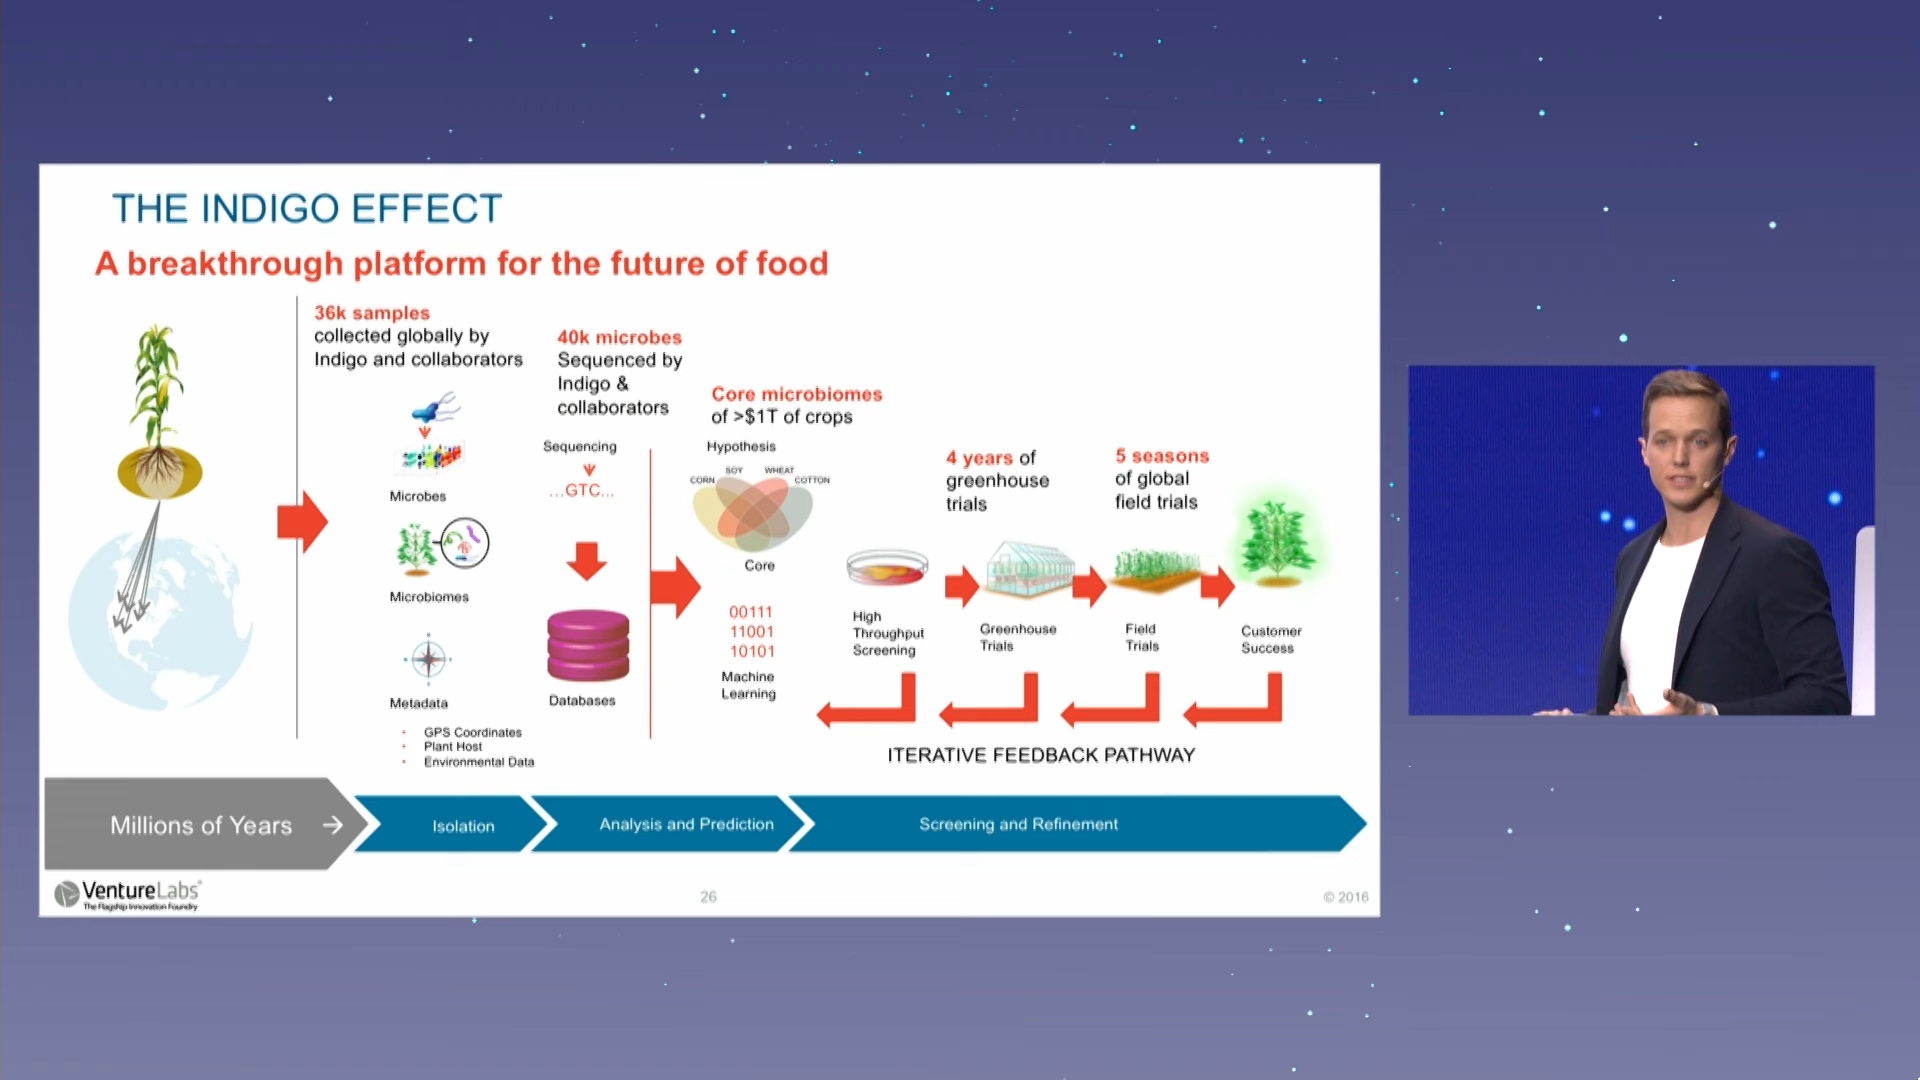 THE INDIGO EFFECT
A breakthrough platform for the future of food
36k samples
collected globally by
Indigo and collaborators
40k microbes
Sequenced by
Indigo &
collaborators
Core microbiomes
of >$1T of crops
4 years of
greenhouse
trials
5 seasons
of global
field trials
Microbes
Microbiomes
Metadata
• GPS Coordinates
• Plant Host
• Environmental Data
Sequencing
...GTC...
Databases
Hypothesis
CORN
SOY
WHEAT
COTTON
Core
00111
11001
10101
Machine
Learning
High
Throughput
Screening
Greenhouse
Trials
Field
Trials
Customer
Success
ITERATIVE FEEDBACK PATHWAY
Millions of Years →
Isolation
Analysis and Prediction
Screening and Refinement
VentureLabs®
The Flagship Innovation Foundry
26
© 2016